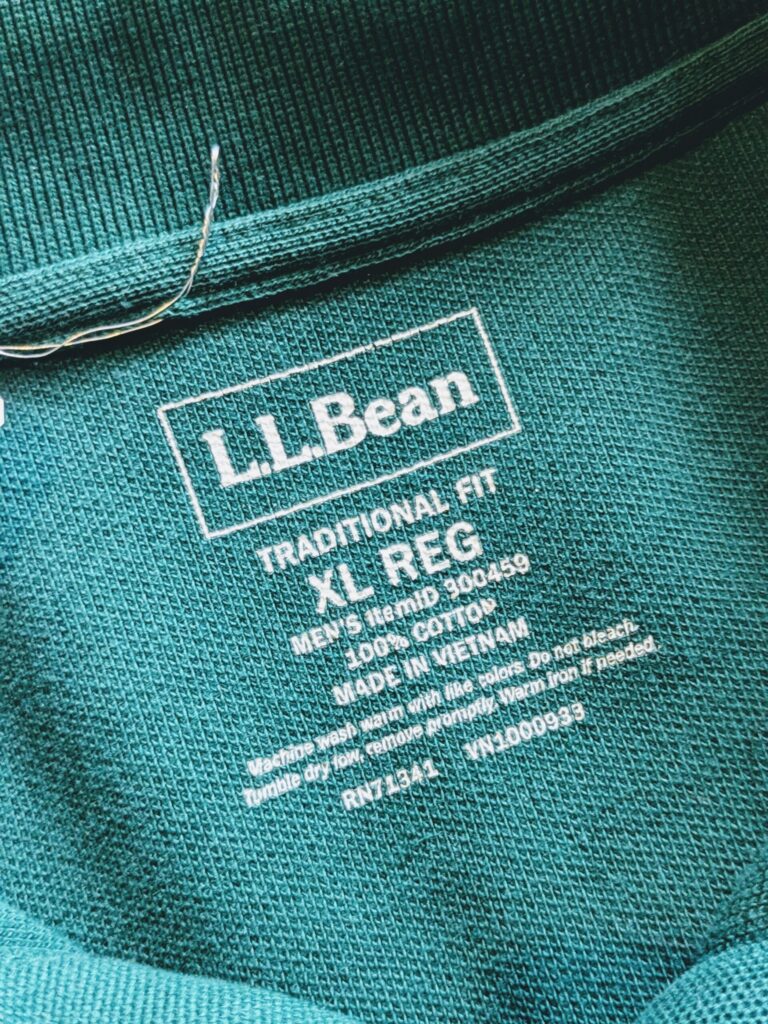 L.L.Bean
TRADITIONAL FIT
XL REG
MEN'S ItemID 300459
100% COTTON
MADE IN VIETNAM
Machine wash warm with like colors. Do not bleach.
Tumble dry low, remove promptly. Warm iron if needed.
RN71341 VN1000933